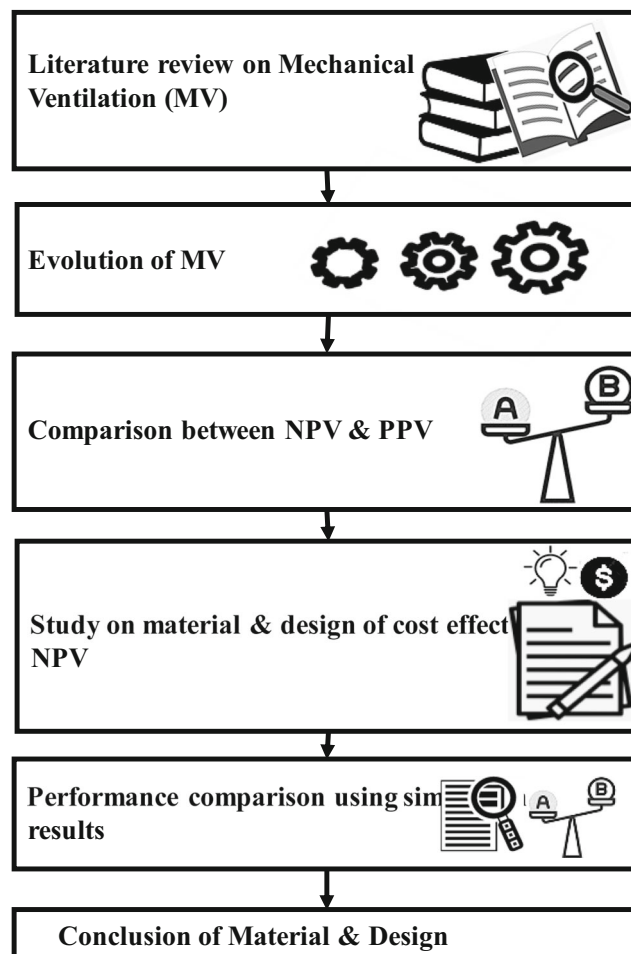 Literature review on Mechanical
Ventilation (MV)
Evolution of MV
Comparison between NPV & PPV
A
B
Study on material & design of cost effect
NPV
$
Performance comparison using
results
A
B
Conclusion of Material & Design